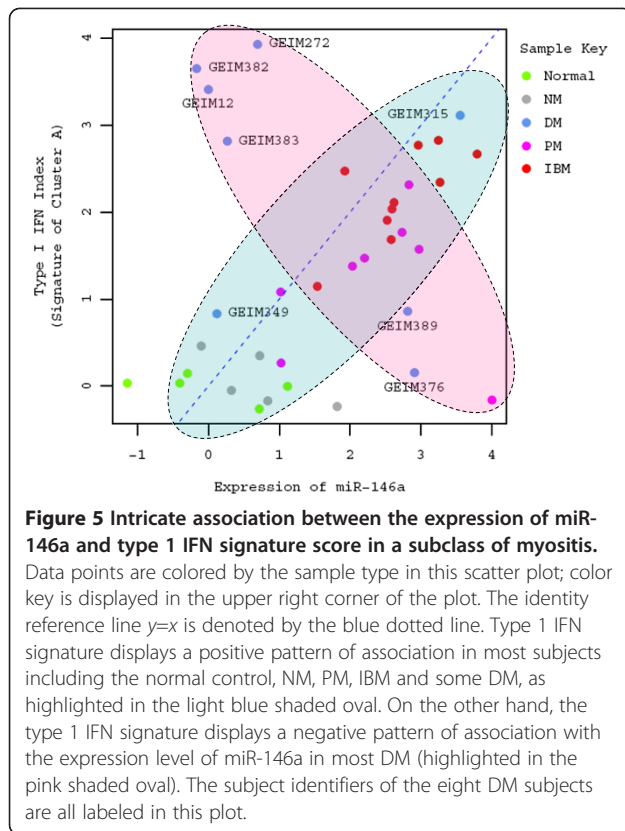 4
3
2
1
0
-1
0
1
2
3
4
Type I IFN Index
(Signature of Cluster A)
Expression of miR-146a
GEIM272
GEIM382
GEIM12
GEIM383
GEIM315
GEIM349
GEIM389
GEIM376
Sample Key
Normal
NM
DM
PM
IBM
Figure 5 Intricate association between the expression of miR-
146a and type 1 IFN signature score in a subclass of myositis.
Data points are colored by the sample type in this scatter plot; color
key is displayed in the upper right corner of the plot. The identity
reference line y=x is denoted by the blue dotted line. Type 1 IFN
signature displays a positive pattern of association in most subjects
including the normal control, NM, PM, IBM and some DM, as
highlighted in the light blue shaded oval. On the other hand, the
type 1 IFN signature displays a negative pattern of association with
the expression level of miR-146a in most DM (highlighted in the
pink shaded oval). The subject identifiers of the eight DM subjects
are all labeled in this plot.